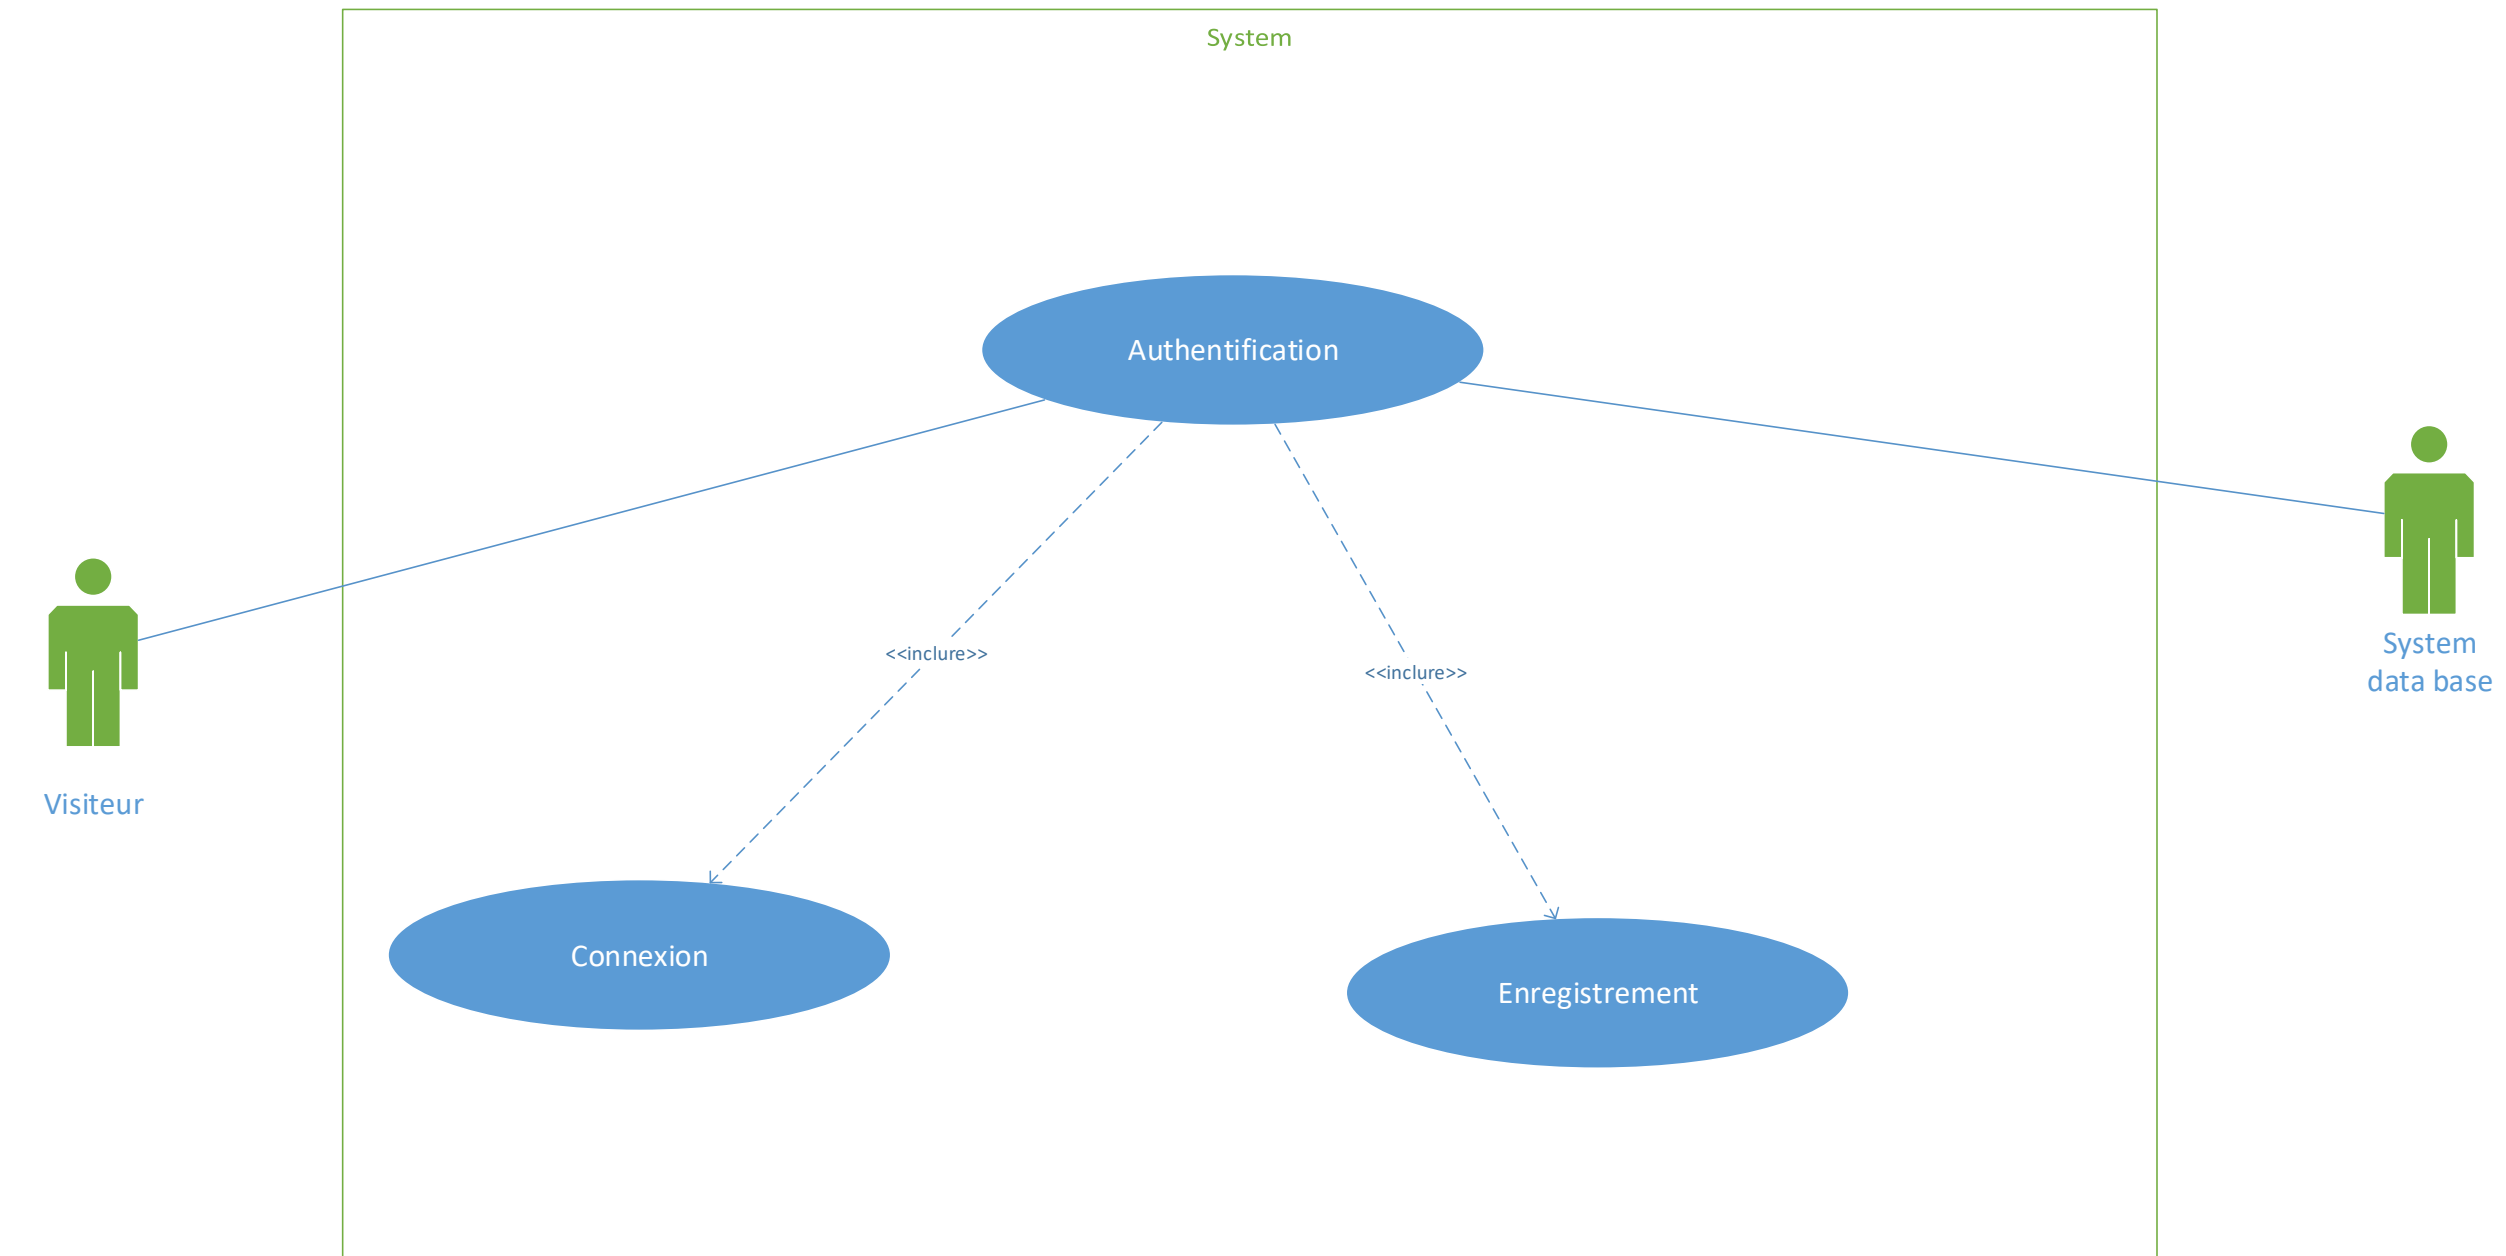 System
Authentification
<<inclure>>
<<inclure>>
System
data base
Visiteur
Connexion
Enregistrement